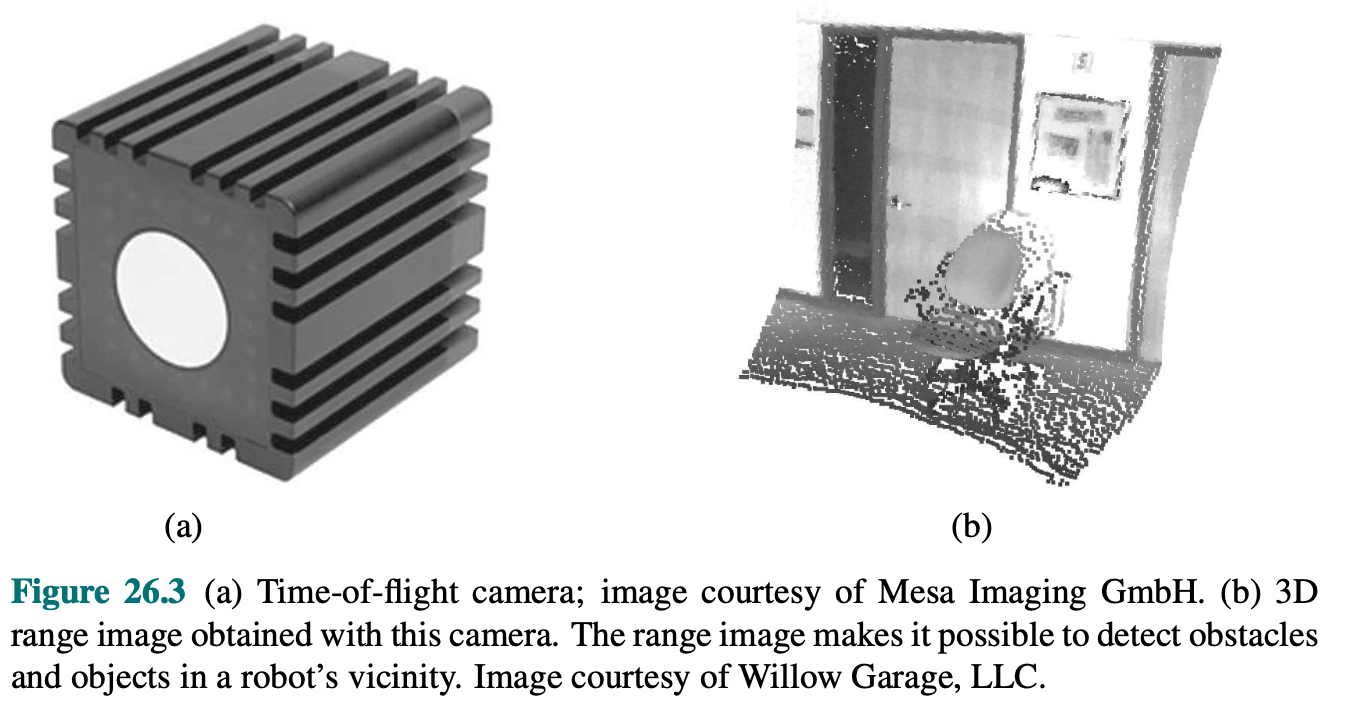 (a)
(b)
Figure 26.3 (a) Time-of-flight camera; image courtesy of Mesa Imaging GmbH. (b) 3D
range image obtained with this camera. The range image makes it possible to detect obstacles
and objects in a robot’s vicinity. Image courtesy of Willow Garage, LLC.